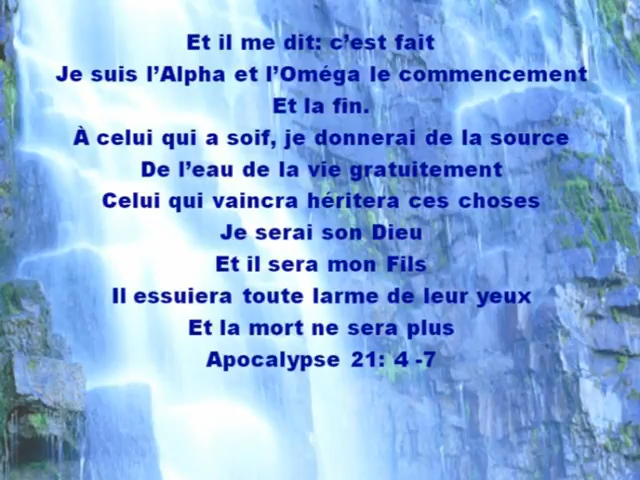 Et il me dit: c’est fait
Je suis l’Alpha et l’Oméga le commencement
Et la fin.
À celui qui a soif, je donnerai de la source
De l’eau de la vie gratuitement
Celui qui vaincra héritera ces choses
Je serai son Dieu
Et il sera mon Fils
Il essuiera toute larme de leur yeux
Et la mort ne sera plus
Apocalypse 21: 4 -7